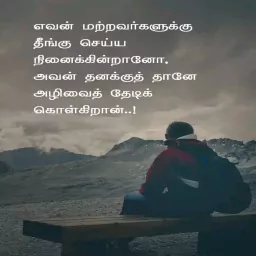 எவன் மற்றவர்களுக்கு
தீங்கு செய்ய
நினைக்கின்றானோ.
அவன் தனக்குத் தானே
அழிவைத் தேடிக்
கொள்கிறான்..!